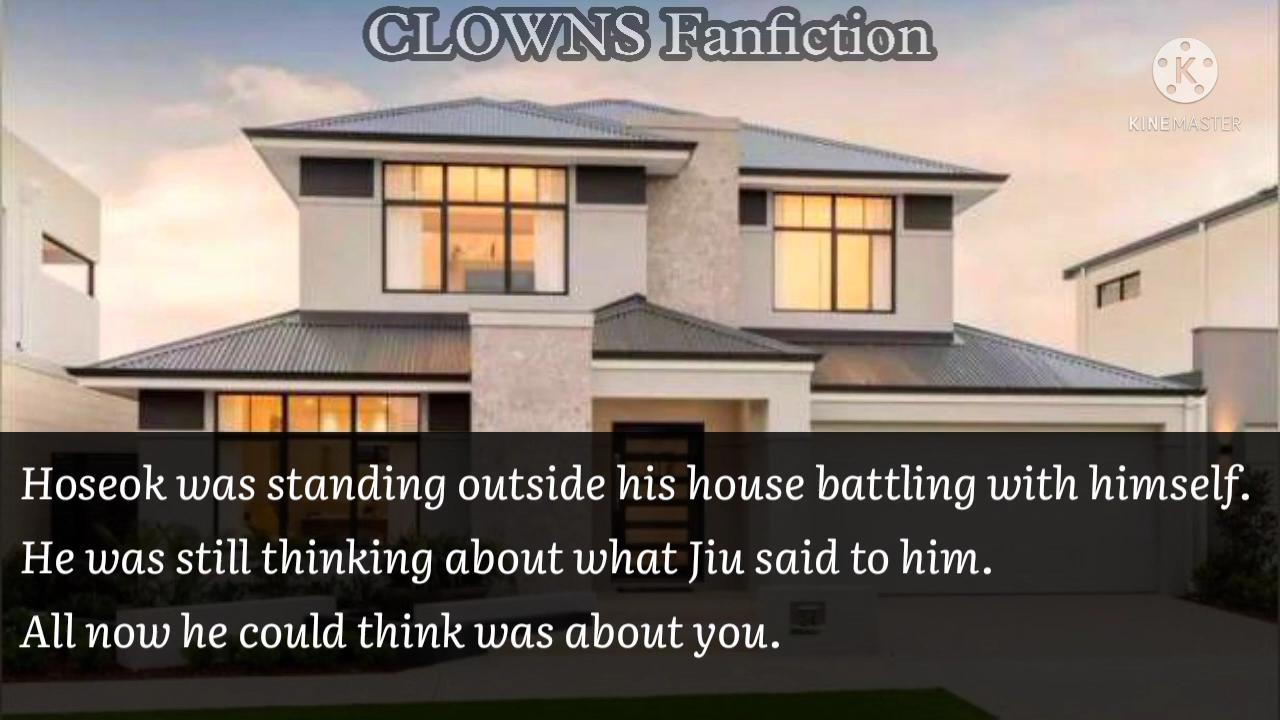 CLOWNS Fanfiction
K
KINEMASTER
Hoseok was standing outside his house battling with himself.
He was still thinking about what Jiu said to him.
All now he could think was about you.